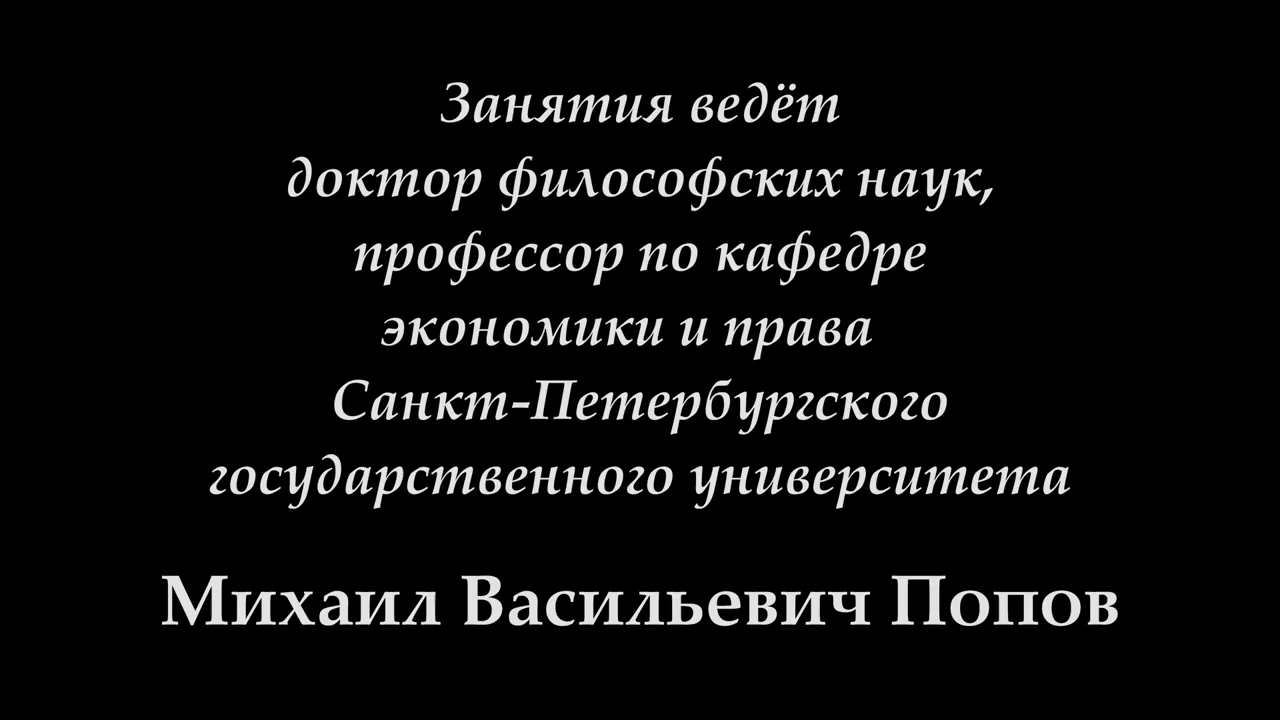 Занятия ведёт
доктор философских наук,
профессор по кафедре
экономики и права
Санкт-Петербургского
государственного университета
Михаил Васильевич Попов